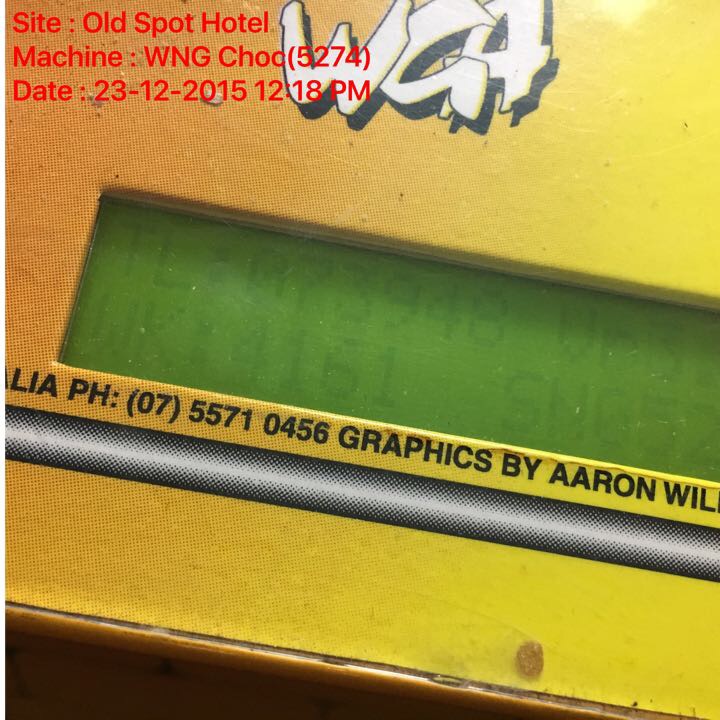 Site : Old Spot Hotel
Machine : WNG Choc(5274)
Date : 23-12-2015 12:18 PM
WGA
ALIA PH: (07) 5571 0456 GRAPHICS BY AARON WILL